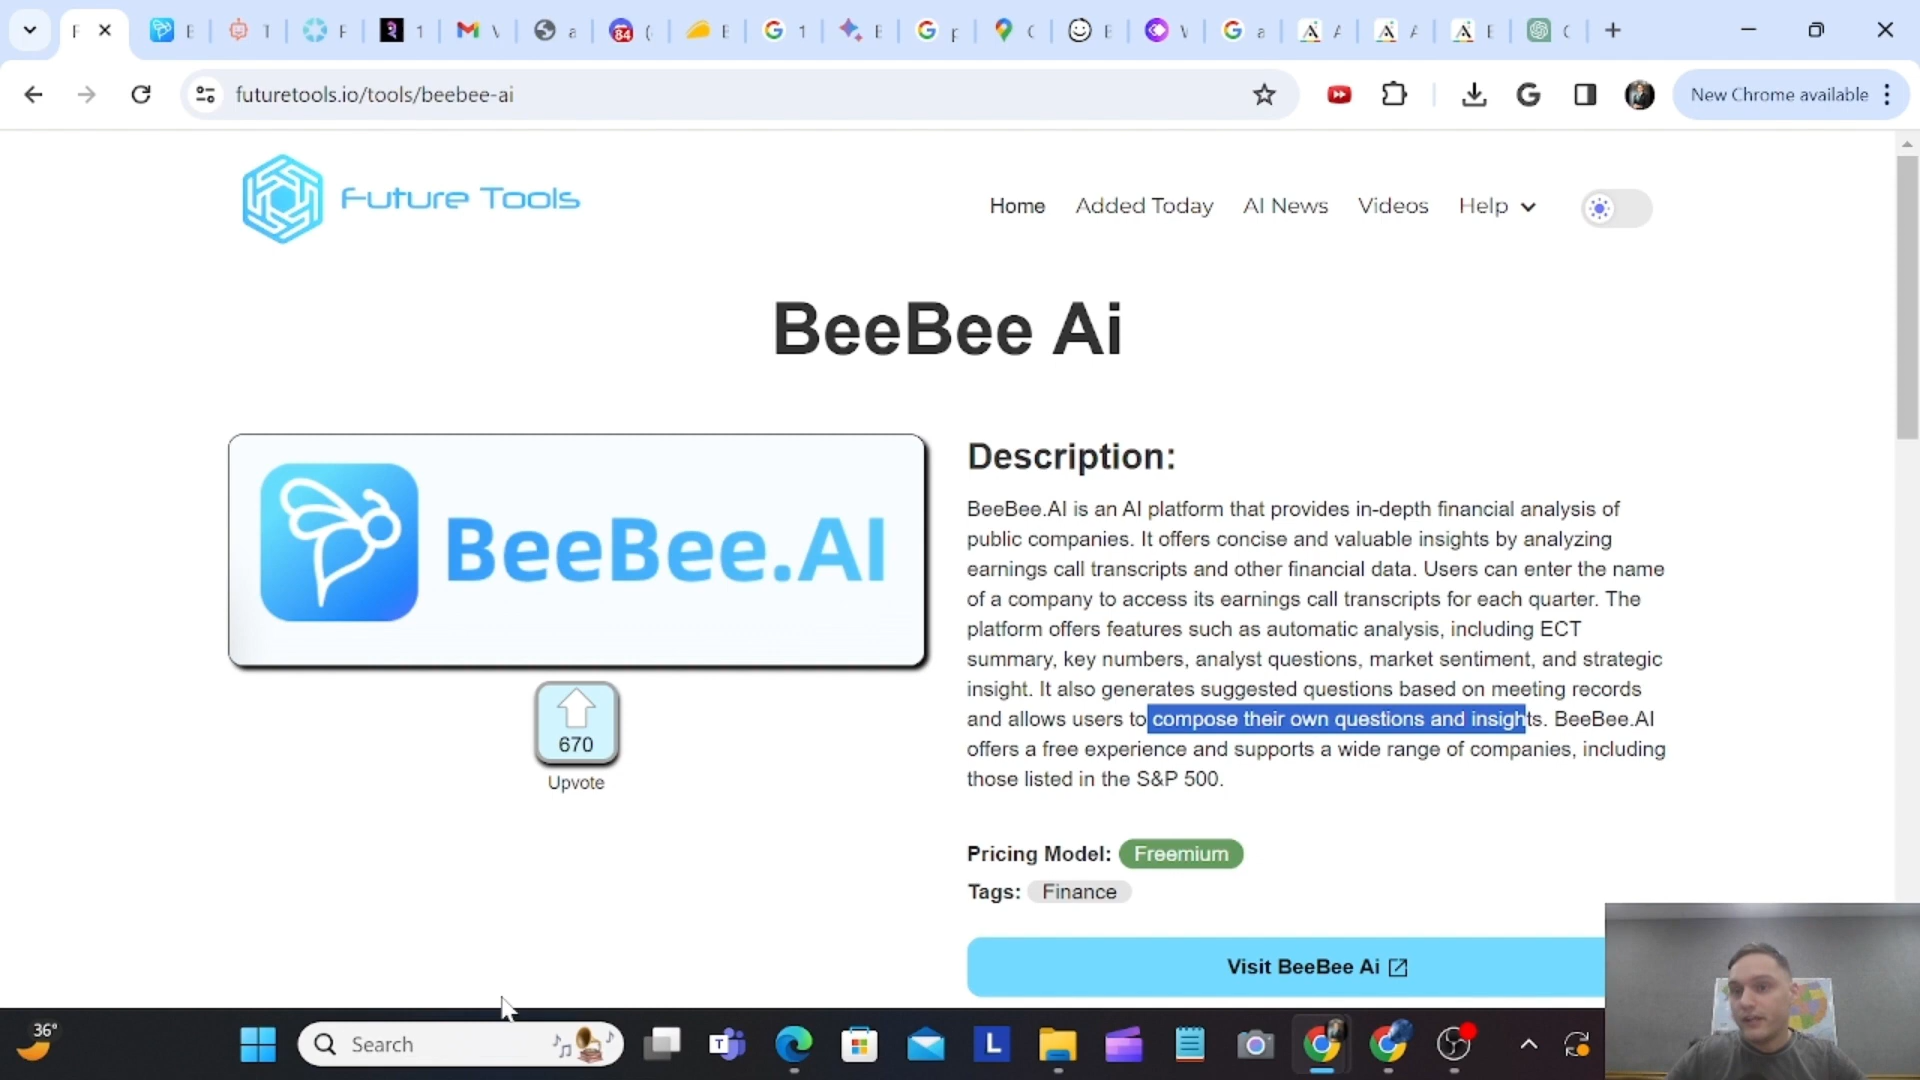 F
E
T
F
1
V
a
84
(
E
1
E
p
C
E
V
a
A
A
E
C
futuretools.io/tools/beebee-ai
New Chrome available
Future Tools
Home
Added Today
AI News
Videos
Help
BeeBee Ai
BeeBee.AI
670
Upvote
Description:
BeeBee.AI is an AI platform that provides in-depth financial analysis of
public companies. It offers concise and valuable insights by analyzing
earnings call transcripts and other financial data. Users can enter the name
of a company to access its earnings call transcripts for each quarter. The
platform offers features such as automatic analysis, including ECT
summary, key numbers, analyst questions, market sentiment, and strategic
insight. It also generates suggested questions based on meeting records
and allows users to compose their own questions and insights. BeeBee.AI
offers a free experience and supports a wide range of companies, including
those listed in the S&P 500.
Pricing Model: Freemium
Tags: Finance
Visit BeeBee Ai
36°
Search
L